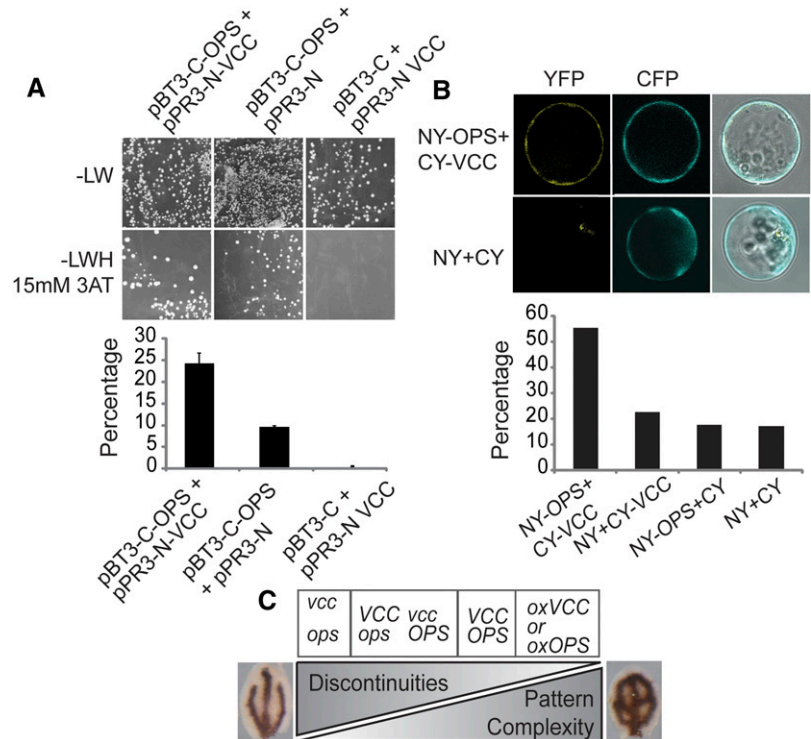 A
pBT3-C-OPS +
pPR3-N-VCC
pBT3-C-OPS +
pPR3-N
pBT3-C +
pPR3-N VCC
-LW
-LWH
15mM 3AT
Percentage
30
25
20
15
10
5
0
pBT3-C-OPS +
pPR3-N-VCC
pBT3-C-OPS
+ pPR3-N
pBT3-C +
pPR3-N VCC
B
YFP
CFP
NY-OPS+
CY-VCC
NY+CY
Percentage
60
50
40
30
20
10
0
NY-OPS+
CY-VCC
NY+CY-VCC
NY-OPS+CY
NY+CY
C
vcc
ops
VCC
ops
vcc
OPS
VCC
OPS
oxVCC
or
oxOPS
Discontinuities
Pattern
Complexity